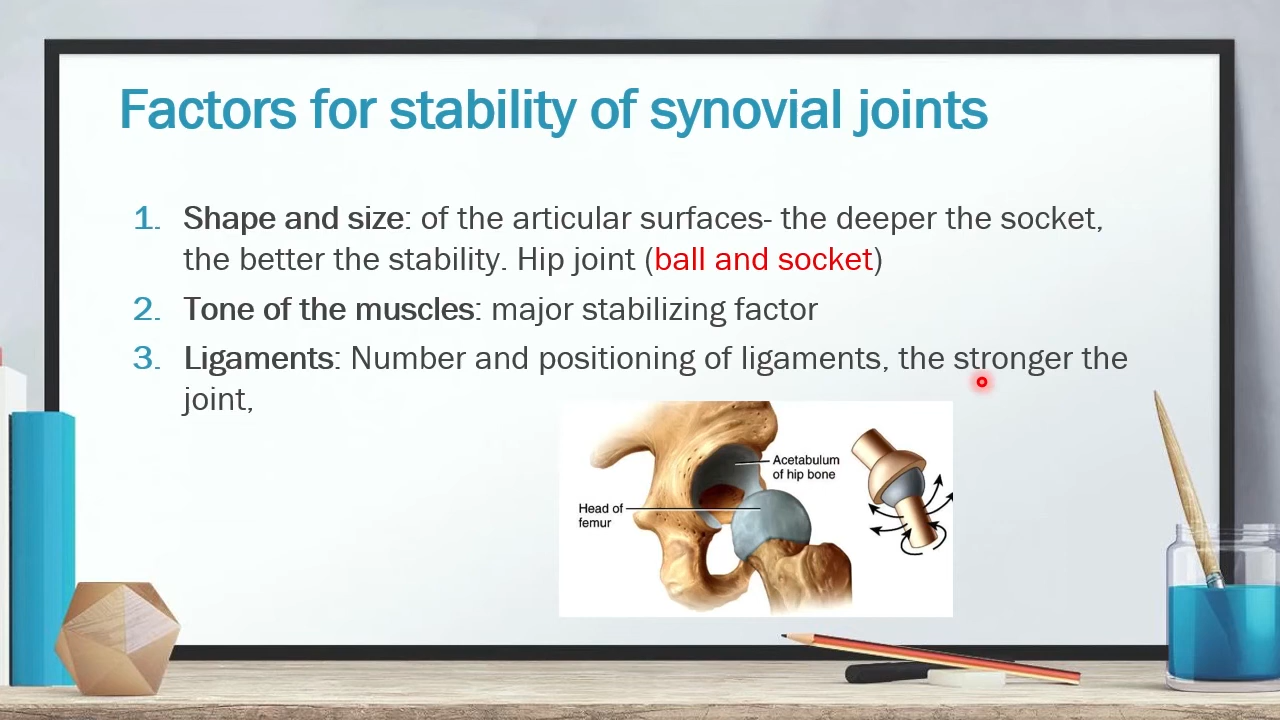 Factors for stability of synovial joints
1. Shape and size: of the articular surfaces- the deeper the socket,
the better the stability. Hip joint (ball and socket)
2. Tone of the muscles: major stabilizing factor
3. Ligaments: Number and positioning of ligaments, the stronger the
joint,
Acetabulum
of hip bone
Head of
femur